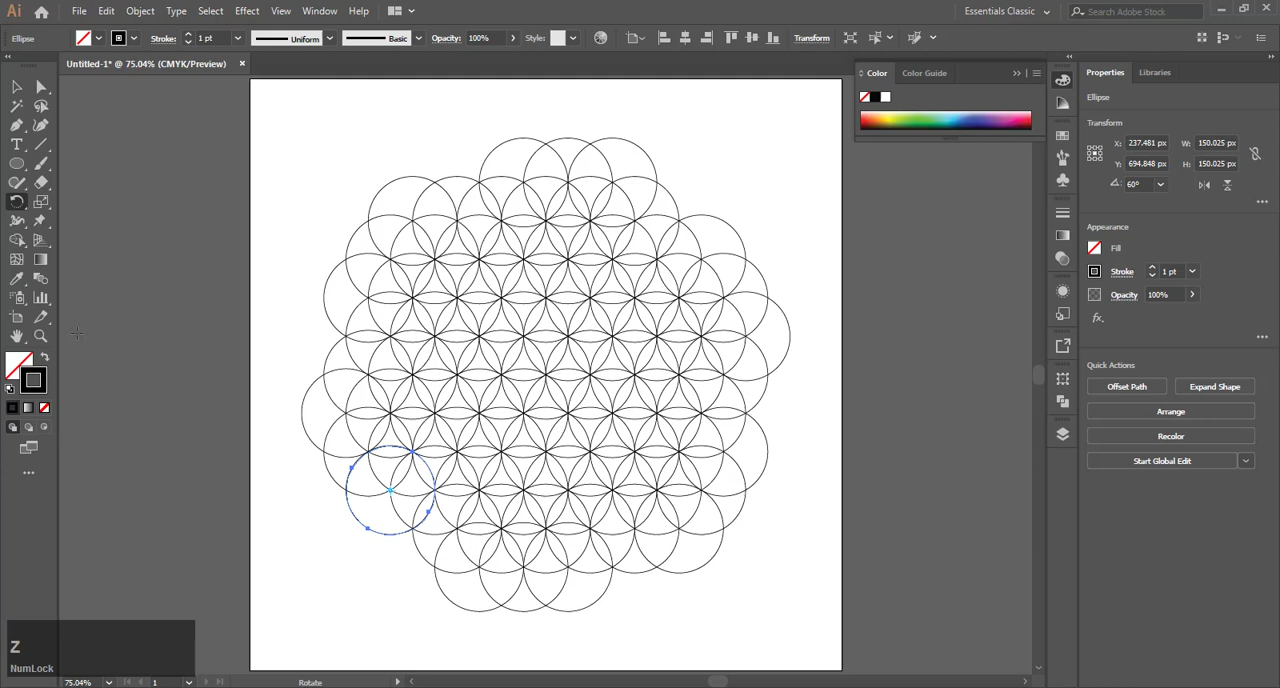 Ai File Edit Object Type Select Effect View Window Help Essentials Classic Search Adobe Stock
Ellipse Stroke: 1 pt Uniform Basic Opacity: 100% Style: Transform
Untitled-1* @ 75.04% (CMYK/Preview) ×
Color Color Guide
Properties Libraries
Ellipse
Transform
X: 237.481 px W: 150.025 px
Y: 694.848 px H: 150.025 px
60°
Appearance
Fill
Stroke 1 pt
Opacity 100%
fx.
Quick Actions
Offset Path Expand Shape
Arrange
Recolor
Start Global Edit
Z
NumLock
75.04% 1 Rotate